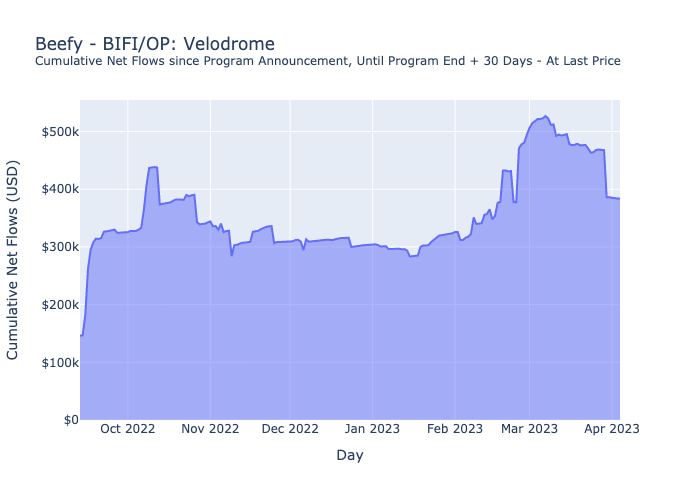 Beefy - BIFI/OP: Velodrome
Cumulative Net Flows since Program Announcement, Until Program End + 30 Days - At Last Price
Cumulative Net Flows (USD)
$500k
$400k
$300k
$200k
$100k
$0
Oct 2022 Nov 2022 Dec 2022 Jan 2023 Feb 2023 Mar 2023 Apr 2023
Day